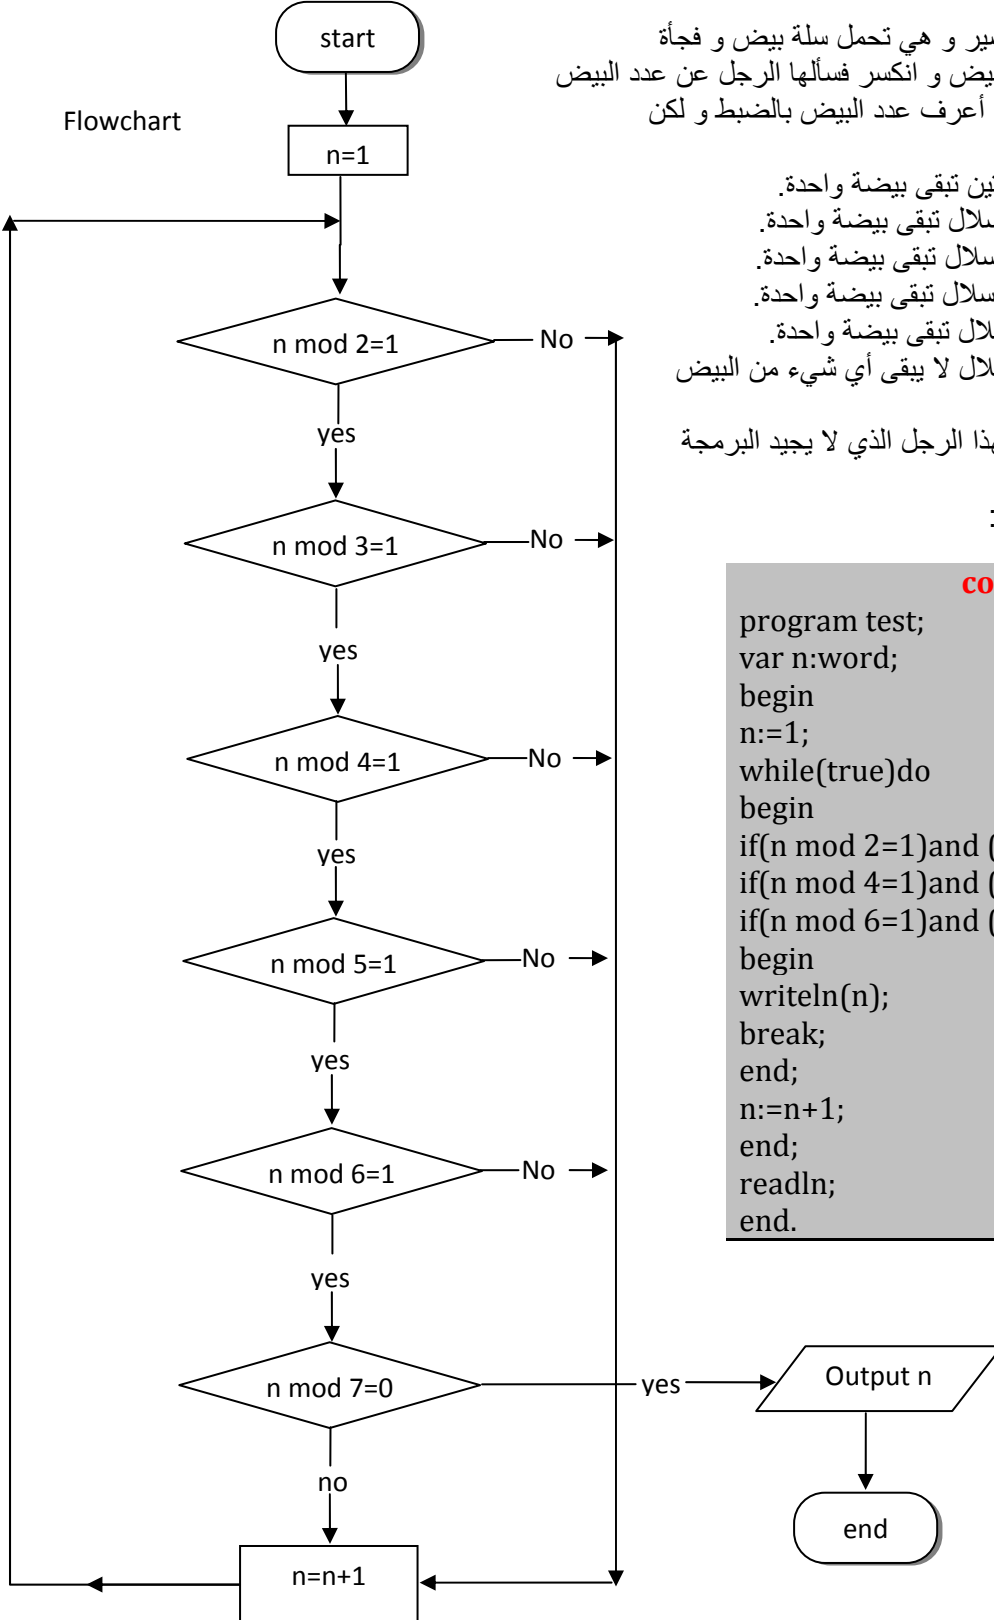 سير و هي تحمل سلة بيض و فجأة
بيض و انكسر فسألها الرجل عن عدد البيض
أعرف عدد البيض بالضبط و لكن
تين تبقى بيضة واحدة.
سلال تبقى بيضة واحدة.
سلال تبقى بيضة واحدة.
سلال تبقى بيضة واحدة.
لال تبقى بيضة واحدة.
لال لا يبقى أي شيء من البيض
هذا الرجل الذي لا يجيد البرمجة
:
Flowchart
start
n=1
n mod 2=1
No
yes
n mod 3=1
No
yes
n mod 4=1
No
yes
n mod 5=1
No
yes
n mod 6=1
No
yes
n mod 7=0
yes
Output n
end
no
n=n+1
co
program test;
var n:word;
begin
n:=1;
while(true)do
begin
if(n mod 2=1)and (
if(n mod 4=1)and (
if(n mod 6=1)and (
begin
writeln(n);
break;
end;
n:=n+1;
end;
readln;
end.